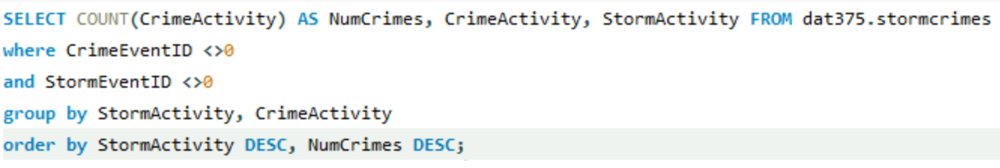 SELECT COUNT(CrimeActivity) AS NumCrimes, CrimeActivity, StormActivity FROM dat375.stormcrimes
where CrimeEventID <>0
and StormEventID <>0
group by StormActivity, CrimeActivity
order by StormActivity DESC, NumCrimes DESC;